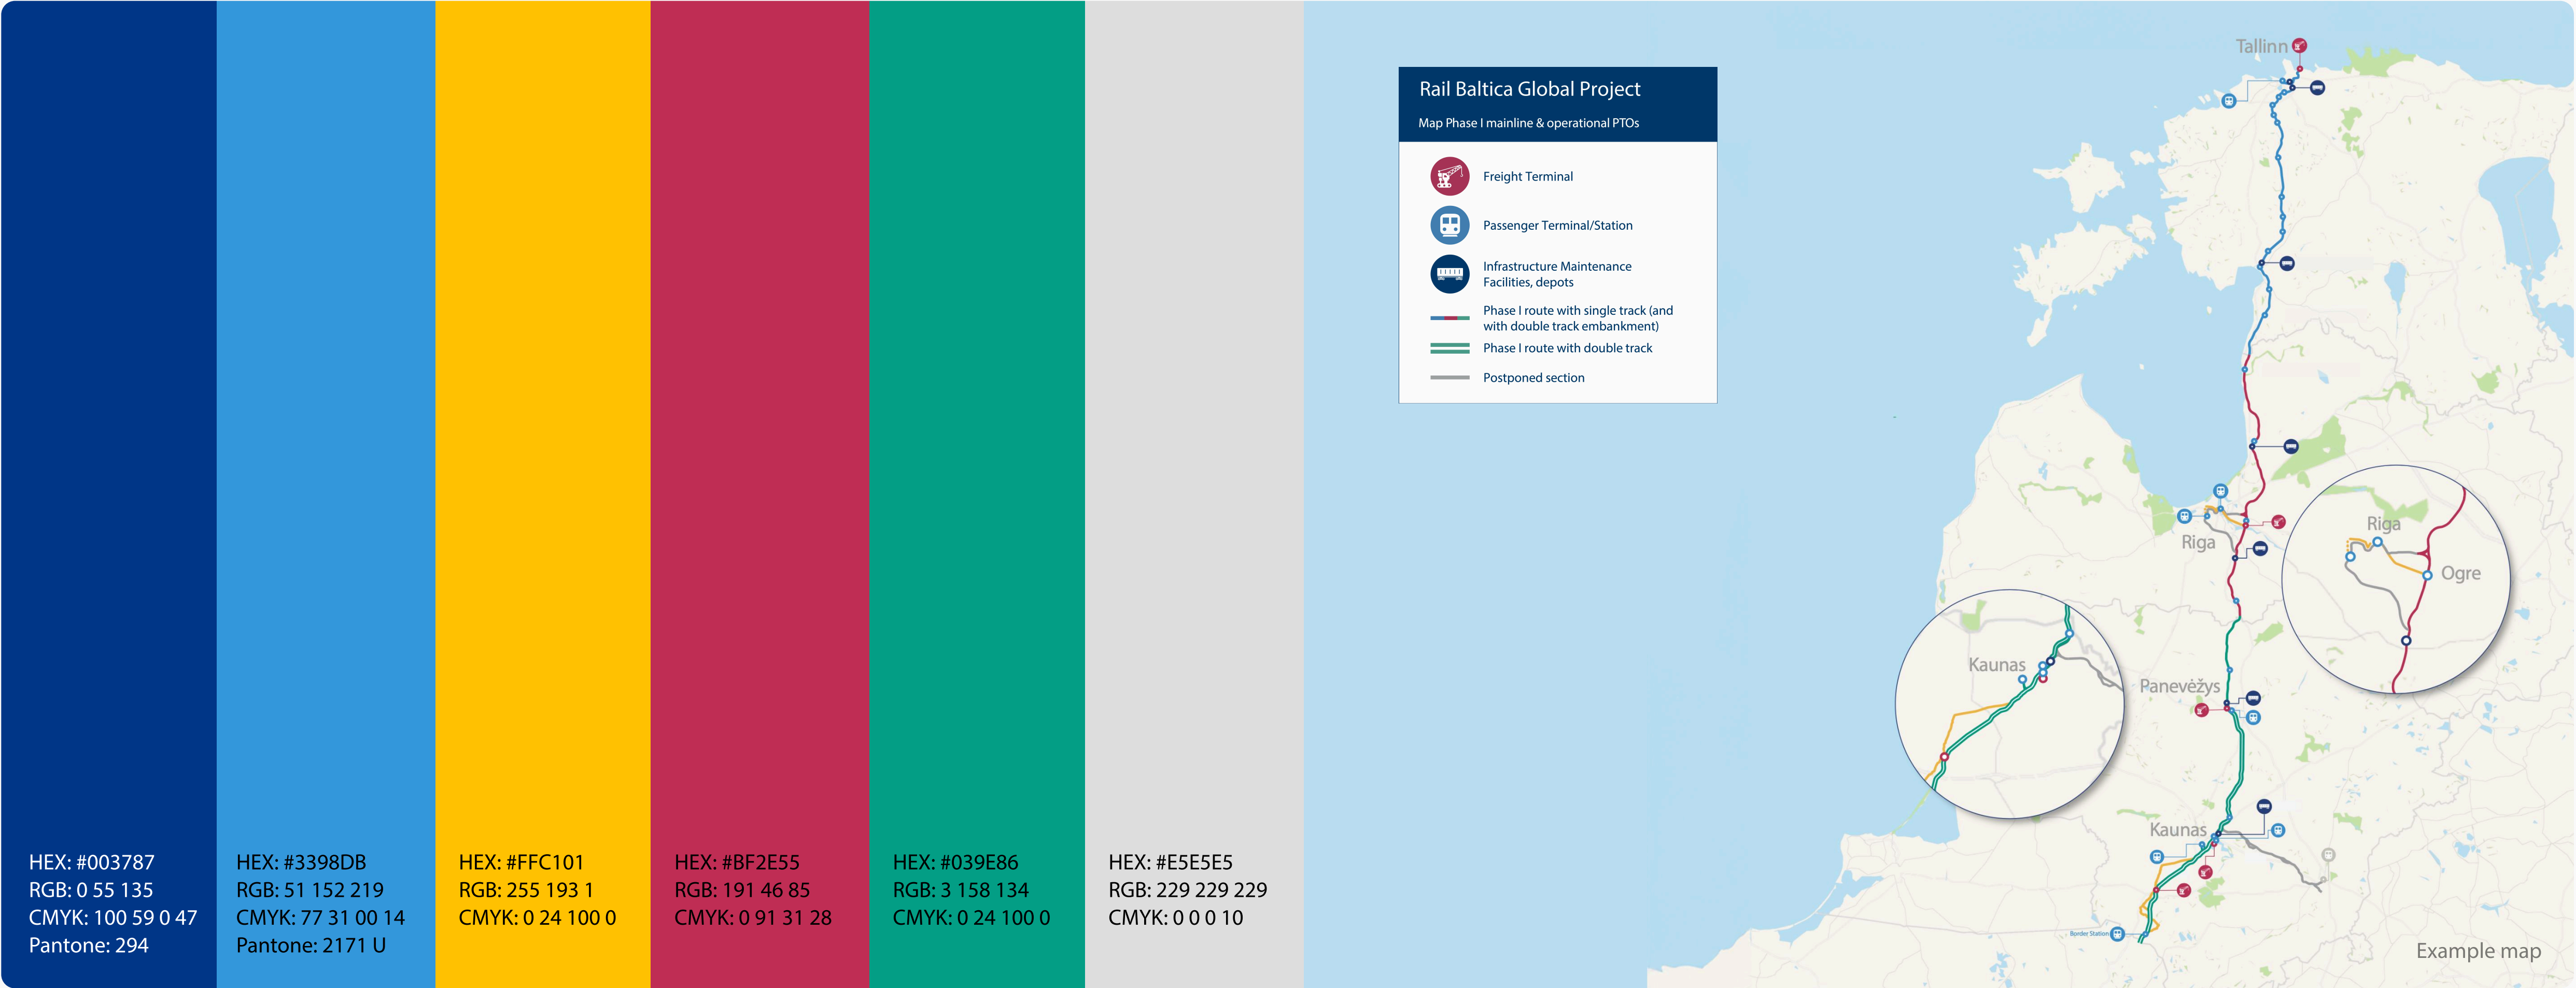 HEX: #003787
RGB: 0 55 135
CMYK: 100 59 0 47
Pantone: 294
HEX: #3398DB
RGB: 51 152 219
CMYK: 77 31 00 14
Pantone: 2171 U
HEX: #FFC101
RGB: 255 193 1
CMYK: 0 24 100 0
HEX: #BF2E55
RGB: 191 46 85
CMYK: 0 91 31 28
HEX: #039E86
RGB: 3 158 134
CMYK: 0 24 100 0
HEX: #E5E5E5
RGB: 229 229 229
CMYK: 0 0 0 10
Rail Baltica Global Project
Map Phase I mainline & operational PTOs
Freight Terminal
Passenger Terminal/Station
Infrastructure Maintenance
Facilities, depots
Phase I route with single track (and
with double track embankment)
Phase I route with double track
Postponed section
Tallinn
Riga
Riga
Ogre
Kaunas
Panevėžys
Kaunas
Border Station
Example map